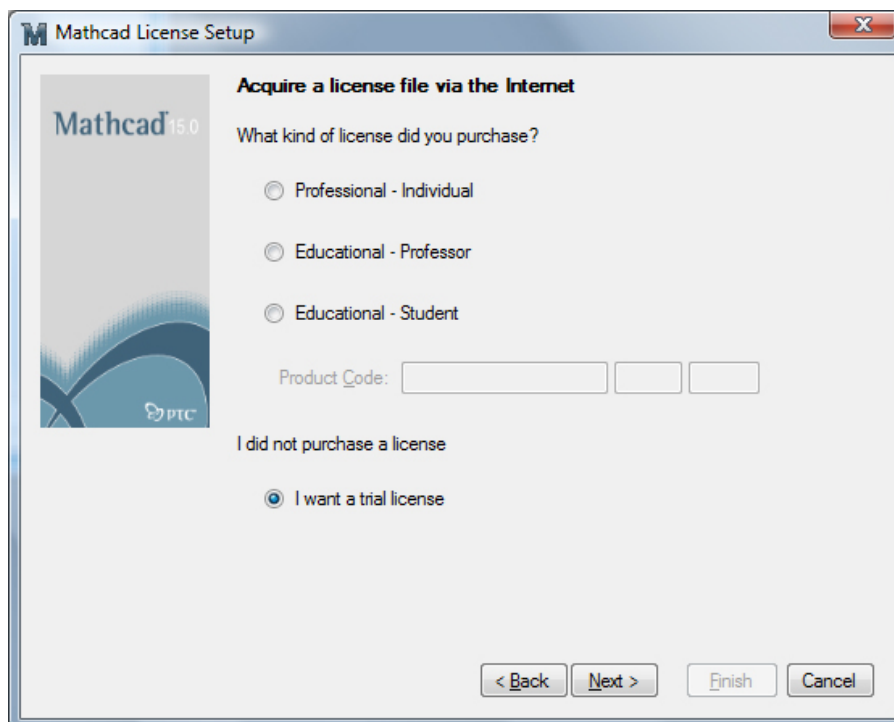 Mathcad License Setup
Acquire a license file via the Internet
Mathcad 15.0
What kind of license did you purchase?
Professional - Individual
Educational - Professor
Educational - Student
Product Code:
PTC
I did not purchase a license
I want a trial license
< Back Next > Finish Cancel